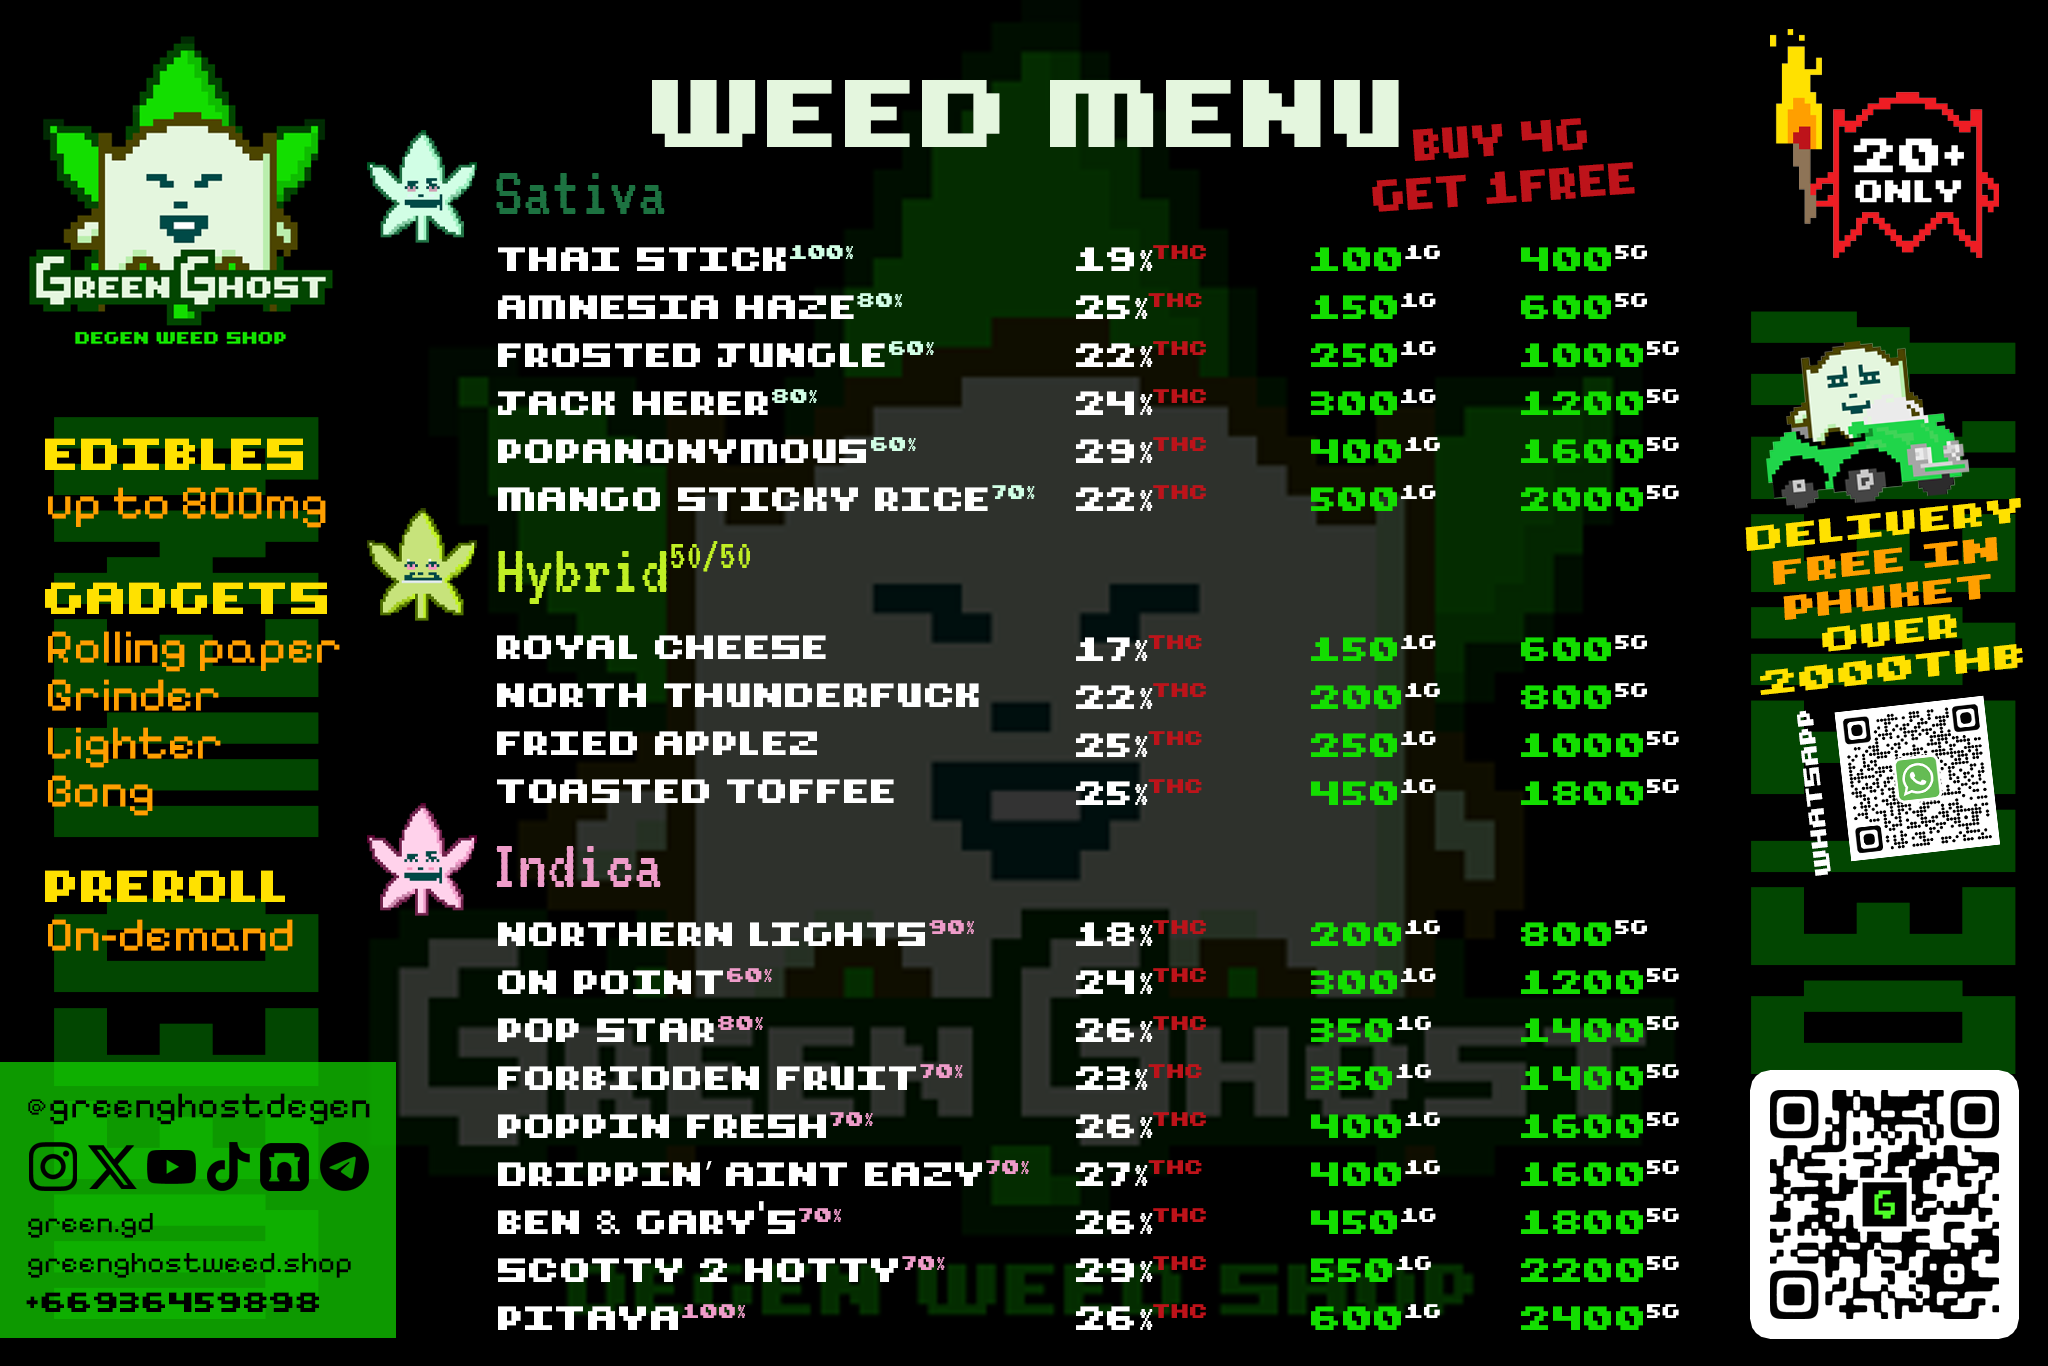 GREEN GHOST
DEGEN WEED SHOP
WEED MENU
BUY 4G
GET 1FREE
20+
ONLY
Sativa
THAI STICK100% 19%THC 1001G 4005G
AMNESIA HAZE80% 25%THC 1501G 6005G
FROSTED JUNGLE60% 22%THC 2501G 10005G
JACK HERER80% 24%THC 3001G 12005G
POPANONYMOUS60% 29%THC 4001G 16005G
MANGO STICKY RICE70% 22%THC 5001G 20005G
Hybrid50/50
ROYAL CHEESE 17%THC 1501G 6005G
NORTH THUNDERFUCK 22%THC 2001G 8005G
FRIED APPLEZ 25%THC 2501G 10005G
TOASTED TOFFEE 25%THC 4501G 18005G
Indica
NORTHERN LIGHTS90% 18%THC 2001G 8005G
ON POINT60% 24%THC 3001G 12005G
POP STAR80% 26%THC 3501G 14005G
FORBIDDEN FRUIT70% 23%THC 3501G 14005G
POPPIN FRESH70% 26%THC 4001G 16005G
DRIPPIN' AINT EAZY70% 27%THC 4001G 16005G
BEN & GARY'S70% 26%THC 4501G 18005G
SCOTTY 2 HOTTY70% 29%THC 5501G 22005G
PITAYA100% 26%THC 6001G 24005G
EDIBLES
up to 800mg
GADGETS
Rolling paper
Grinder
Lighter
Bong
PREROLL
On-demand
@greenghostdegen
green.gd
greenghostweed.shop
+66936459898
DELIVERY
FREE IN
PHUKET
OVER
2000THB
WHATSAPP
GREEN GHOST
DEGEN WEED SHOP